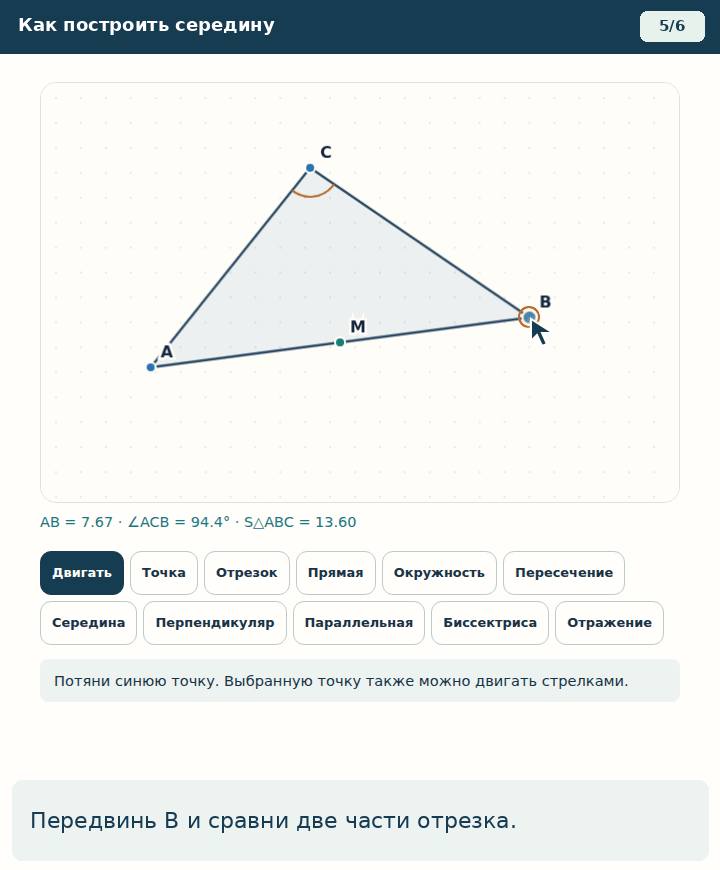 Как построить середину
5/6
C
B
M
A
AB = 7.67 · ∠ACB = 94.4° · S△ABC = 13.60
Двигать Точка Отрезок Прямая Окружность Пересечение
Середина Перпендикуляр Параллельная Биссектриса Отражение
Потяни синюю точку. Выбранную точку также можно двигать стрелками.
Передвинь B и сравни две части отрезка.